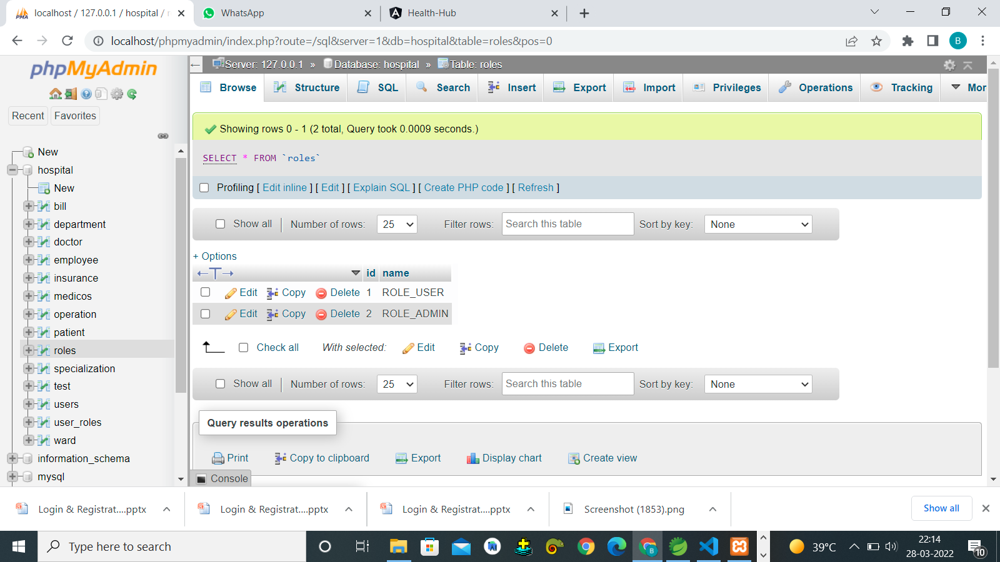 localhost / 127.0.0.1 / hospital /
WhatsApp
Health-Hub
localhost/phpmyadmin/index.php?route=/sql&server=1&db=hospital&table=roles&pos=0
B
phpMyAdmin
Recent
Favorites
New
hospital
New
bill
department
doctor
employee
insurance
medicos
operation
patient
roles
specialization
test
users
user_roles
ward
information_schema
mysql
Server: 127.0.0.1 » Database: hospital » Table: roles
Browse
Structure
SQL
Search
Insert
Export
Import
Privileges
Operations
Tracking
Mor
Showing rows 0 - 1 (2 total, Query took 0.0009 seconds.)
SELECT * FROM `roles`
Profiling [ Edit inline ] [ Edit ] [ Explain SQL ] [ Create PHP code ] [ Refresh ]
Show all Number of rows: 25 Filter rows: Search this table Sort by key: None
+ Options
id name
Edit Copy Delete 1 ROLE_USER
Edit Copy Delete 2 ROLE_ADMIN
Check all With selected: Edit Copy Delete Export
Show all Number of rows: 25 Filter rows: Search this table Sort by key: None
Query results operations
Print Copy to clipboard Export Display chart Create view
Console
Login & Registrat....pptx
Login & Registrat....pptx
Login & Registrat....pptx
Screenshot (1853).png
Show all
Type here to search
B
39°C
22:14
28-03-2022
10